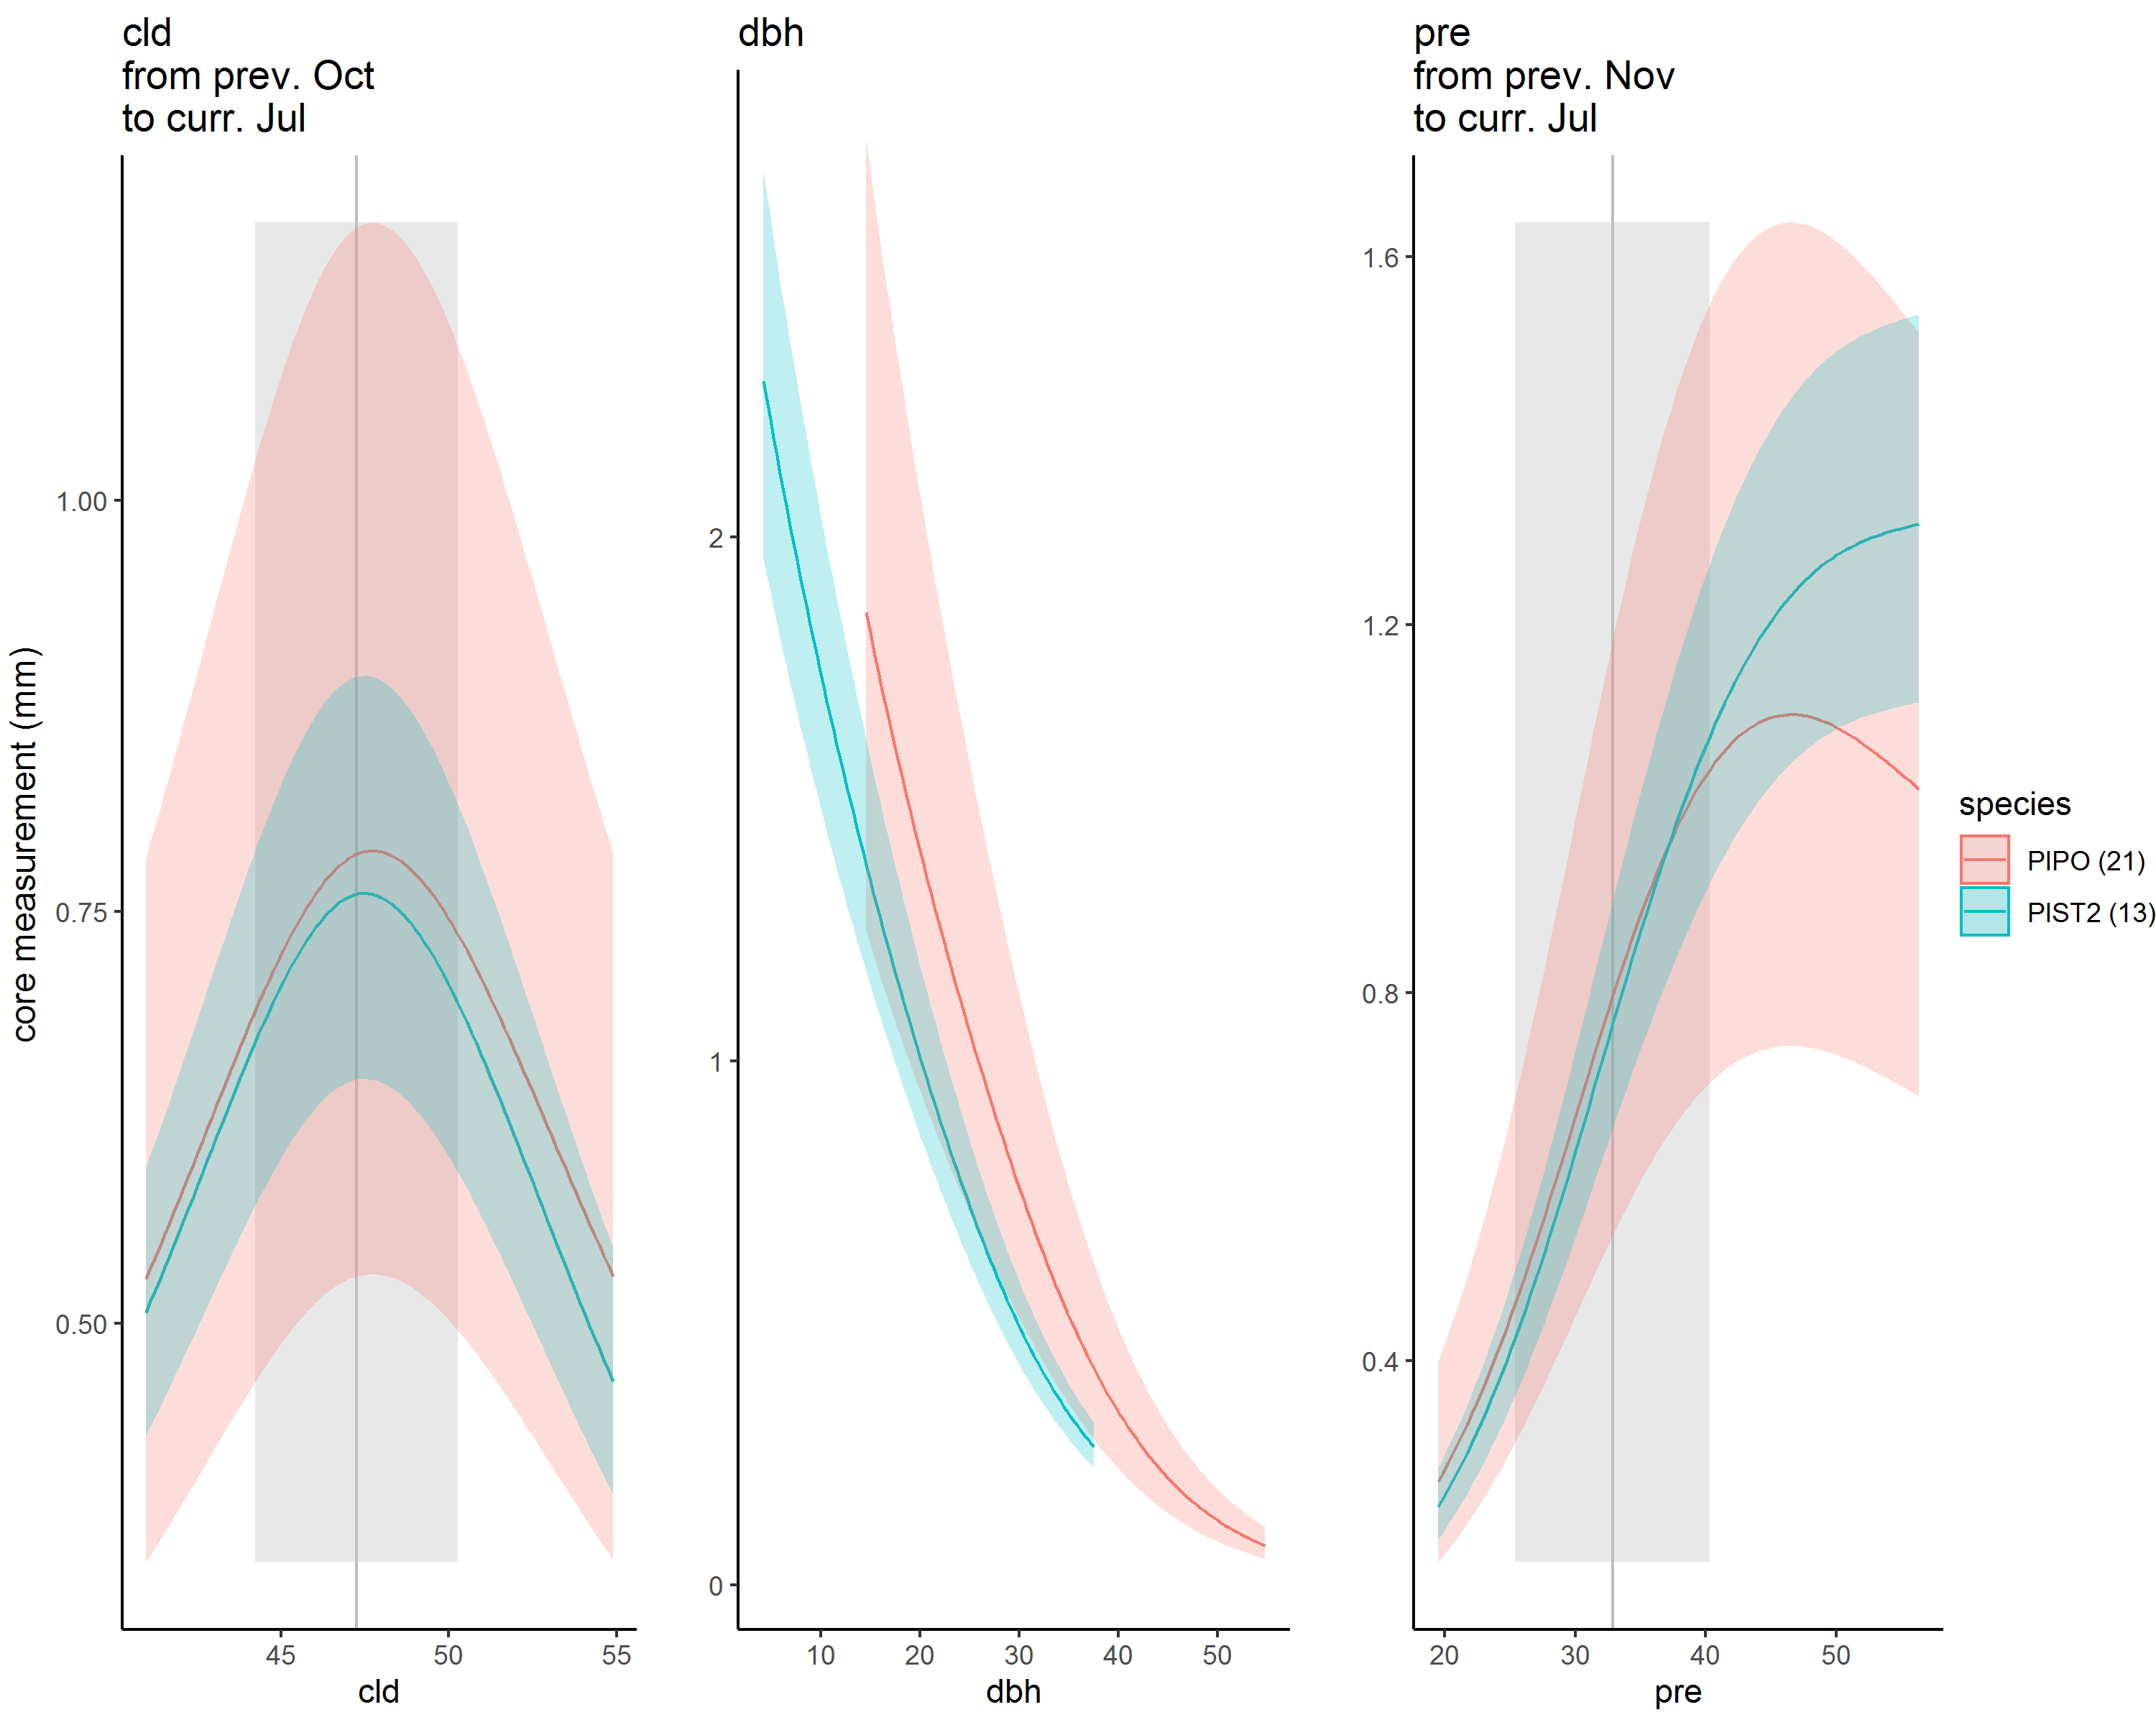 cld
from prev. Oct
to curr. Jul
dbh
pre
from prev. Nov
to curr. Jul
core measurement (mm)
1.00
0.75
0.50
45 50 55
cld
2
1
0
10 20 30 40 50
dbh
1.6
1.2
0.8
0.4
20 30 40 50
pre
species
PIPO (21)
PIST2 (13)